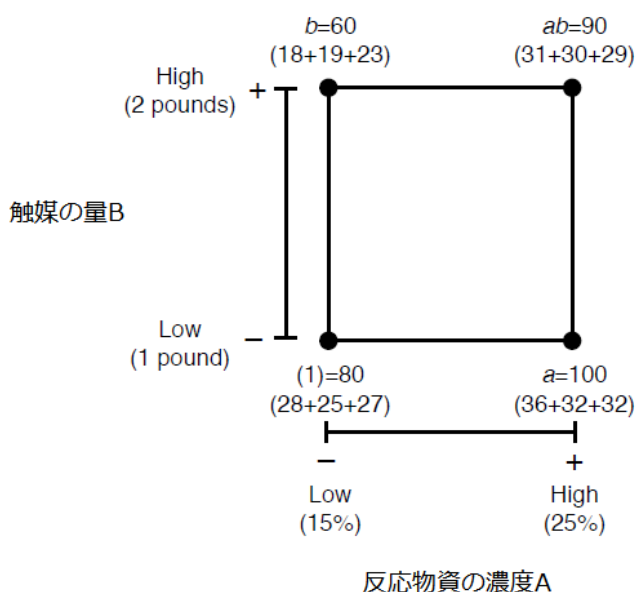 b=60
(18+19+23)
ab=90
(31+30+29)
High
(2 pounds)
+
触媒の量B
Low
(1 pound)
−
(1)=80
(28+25+27)
a=100
(36+32+32)
−
Low
(15%)
+
High
(25%)
反応物資の濃度A